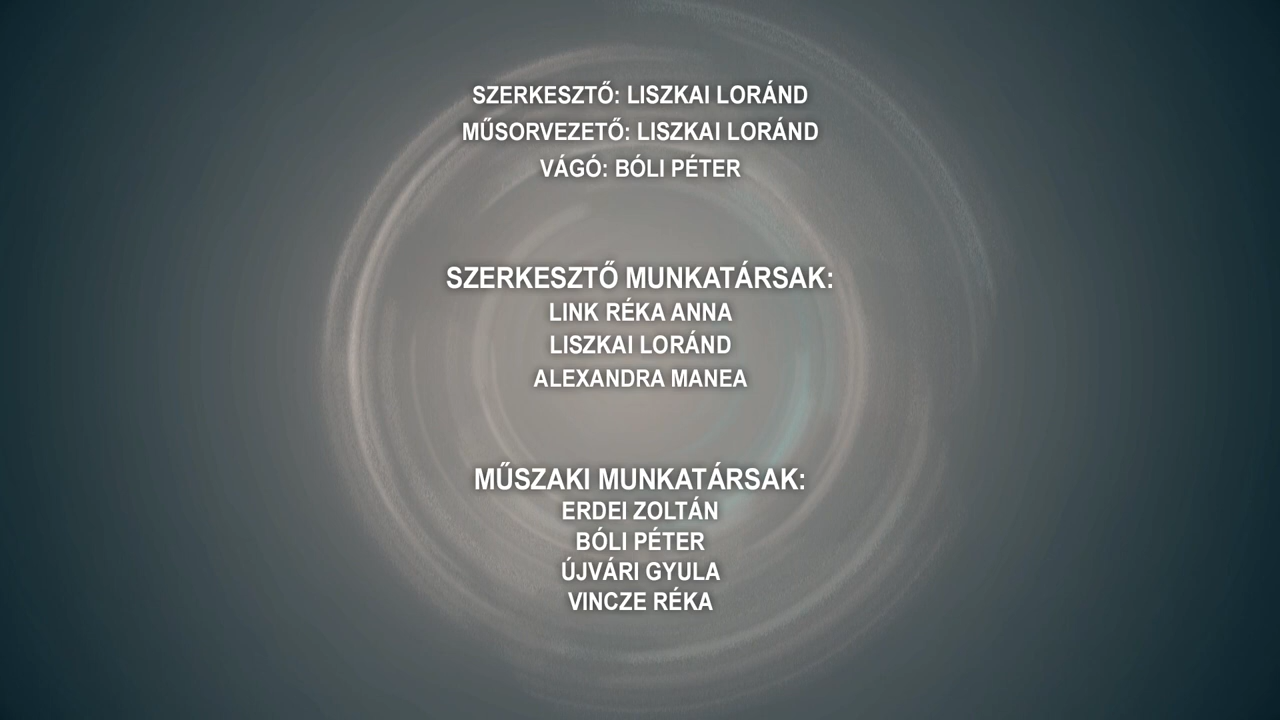 SZERKESZTŐ: LISZKAI LORÁND
MŰSORVEZETŐ: LISZKAI LORÁND
VÁGÓ: BÓLI PÉTER
SZERKESZTŐ MUNKATÁRSAK:
LINK RÉKA ANNA
LISZKAI LORÁND
ALEXANDRA MANEA
MŰSZAKI MUNKATÁRSAK:
ERDEI ZOLTÁN
BÓLI PÉTER
ÚJVÁRI GYULA
VINCZE RÉKA